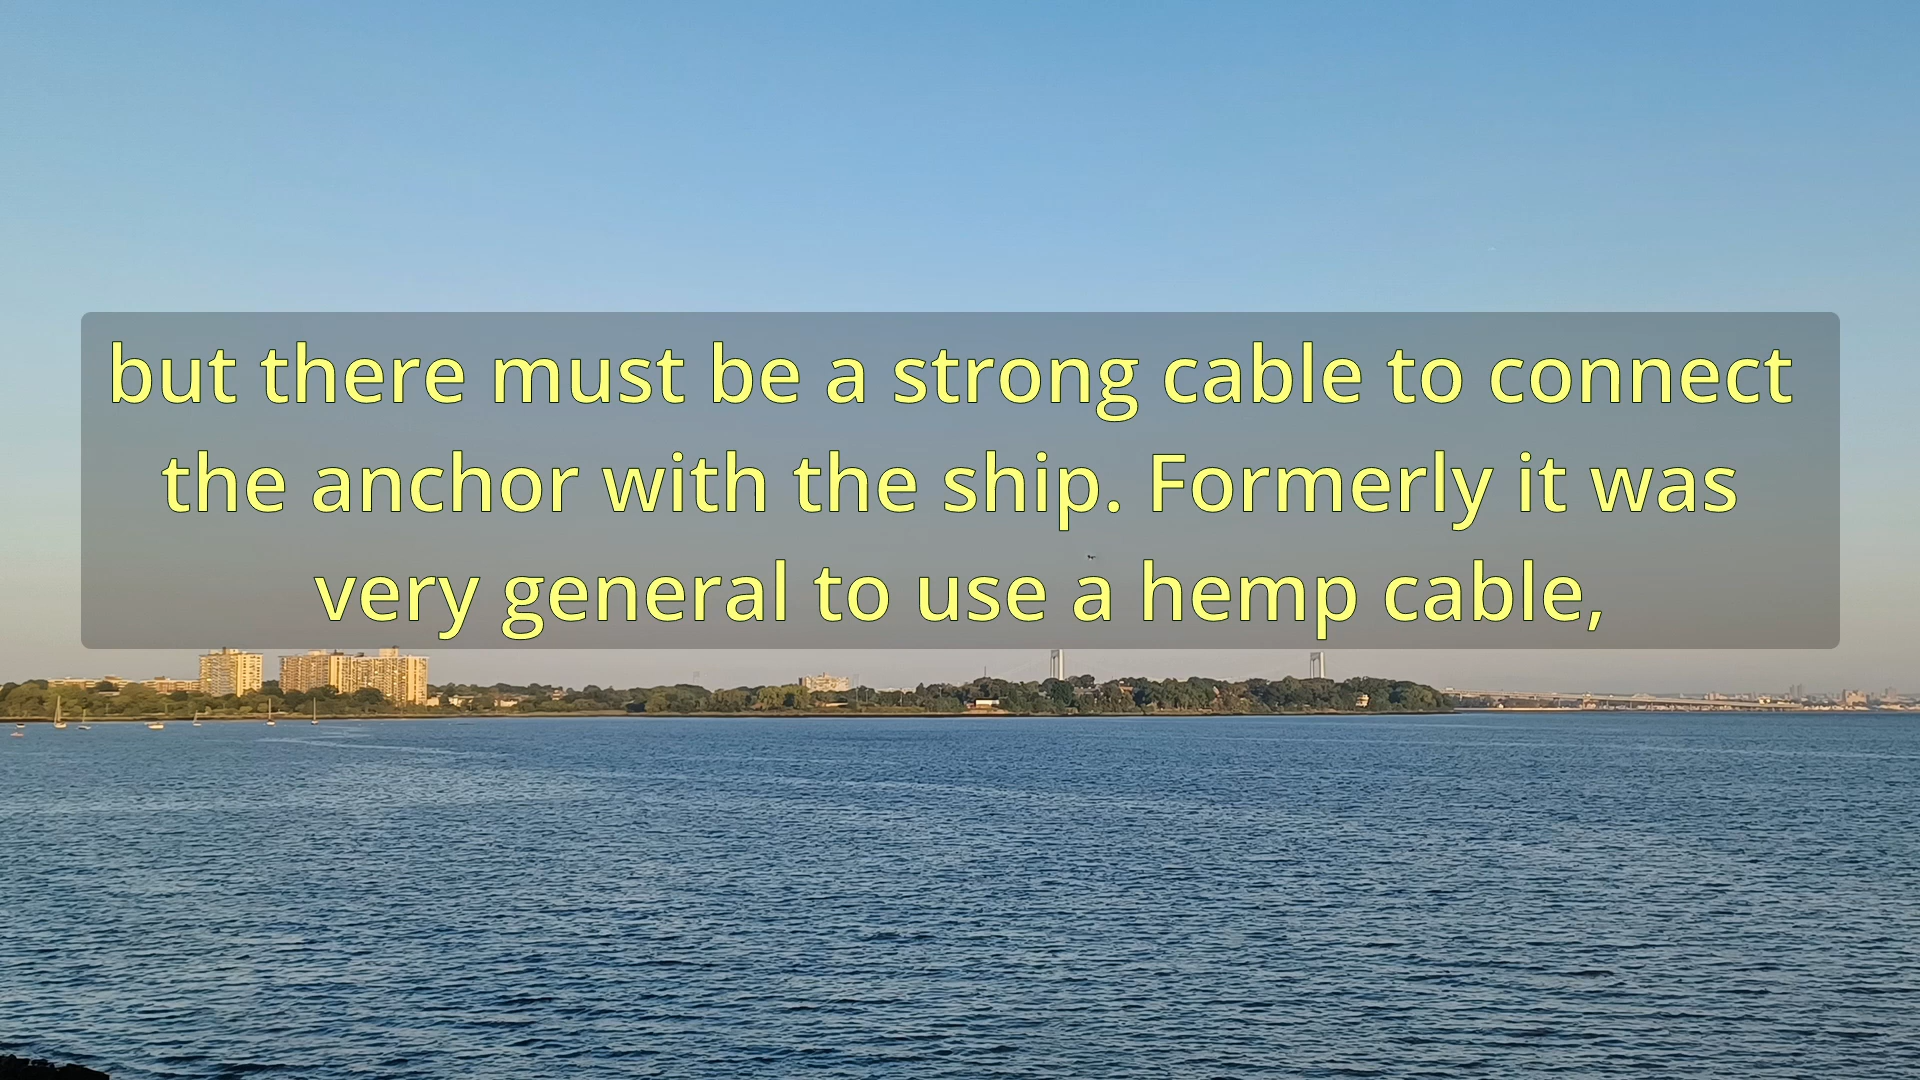 but there must be a strong cable to connect
the anchor with the ship. Formerly it was
very general to use a hemp cable,